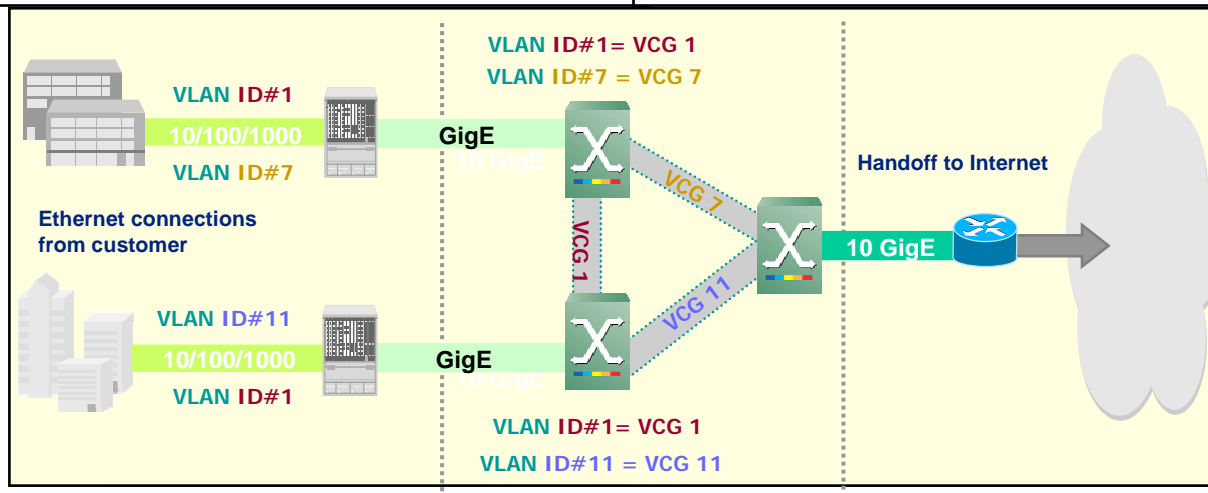 VLAN ID#1= VCG 1
VLAN ID#7 = VCG 7
VLAN ID#1
10/100/1000
VLAN ID#7
GigE
10 GigE
VCG 7
Handoff to Internet
Ethernet connections
from customer
VCG 1
10 GigE
VCG 11
VLAN ID#11
10/100/1000
VLAN ID#1
GigE
10 GigE
VLAN ID#1= VCG 1
VLAN ID#11 = VCG 11